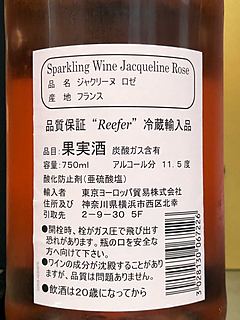 Sparkling Wine Jacqueline Rose
品 名 ジャクリーヌ ロゼ
産 地 フランス
品質保証 “Reefer” 冷蔵輸入品
品目：果実酒 炭酸ガス含有
容量：750ml アルコール分 11.5度
酸化防止剤（亜硫酸塩）
輸入者 東京ヨーロッパ貿易株式会社
住所及び 神奈川県横浜市西区北幸
引取先 2-9-30 5F
●開栓時、栓がガス圧で飛び出す
恐れがあります。瓶の口を安全な
方へ向けて下さい。
●ワインの成分が沈殿することがあり
ますが、品質は問題ありません。
●飲酒は20歳になってから
3028130067226